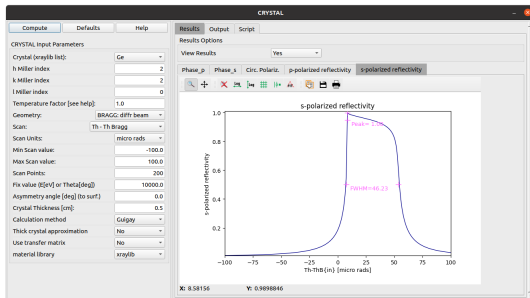 CRYSTAL
Compute Defaults Help
CRYSTAL Input Parameters
Crystal (xraylib list): Ge
h Miller index 2
k Miller index 2
l Miller index 0
Temperature factor [see help]: 1.0
Geometry: BRAGG: diffr beam
Scan: Th - Th Bragg
Scan Units: micro rads
Min Scan value: -100.0
Max Scan value: 100.0
Scan Points: 200
Fix value (E[eV] or Theta[deg]) 10000.0
Asymmetry angle [deg] (to surf.) 0.0
Crystal Thickness [cm]: 0.5
Calculation method Guigay
Thick crystal approximation No
Use transfer matrix No
material library xraylib
Results Output Script
Results Options
View Results Yes
Phase_p Phase_s Circ. Polariz. p-polarized reflectivity s-polarized reflectivity
s-polarized reflectivity
s-polarized reflectivity
1.0
0.8
0.6
0.4
0.2
FWHM=46.23
−100 −75 −50 −25 0 25 50 75 100
Th-ThB{in} [micro rads]
X: 8.58156 Y: 0.9898846